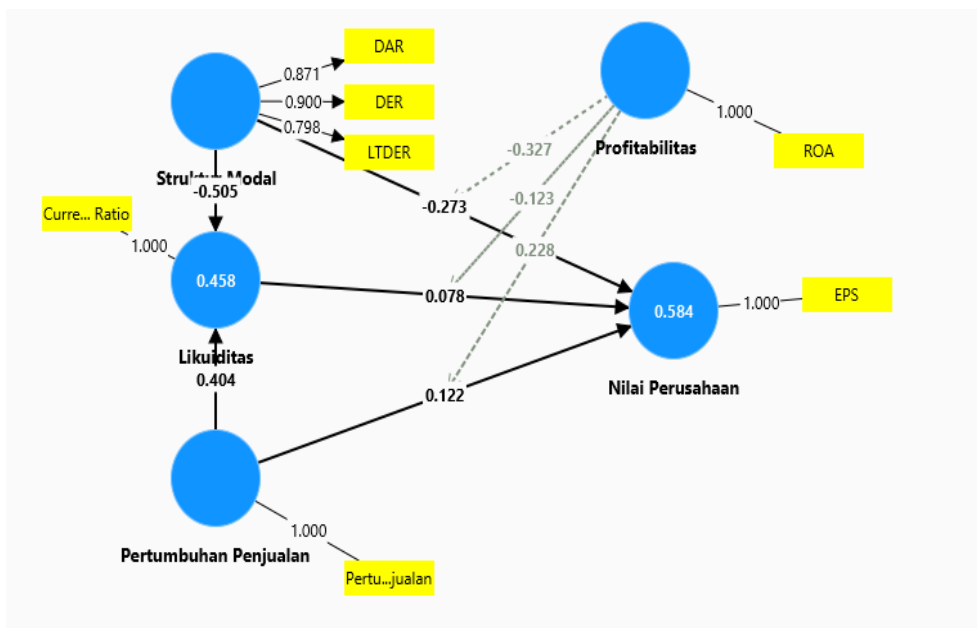 DAR
0.871
0.900
DER
0.798
LTDER
Struktur Modal
-0.505
Curre... Ratio
1.000
0.458
Likuiditas
0.404
Pertumbuhan Penjualan
1.000
Pertu...jualan
-0.327
-0.273
-0.123
0.228
0.078
0.122
Profitabilitas
1.000
ROA
0.584
1.000
EPS
Nilai Perusahaan